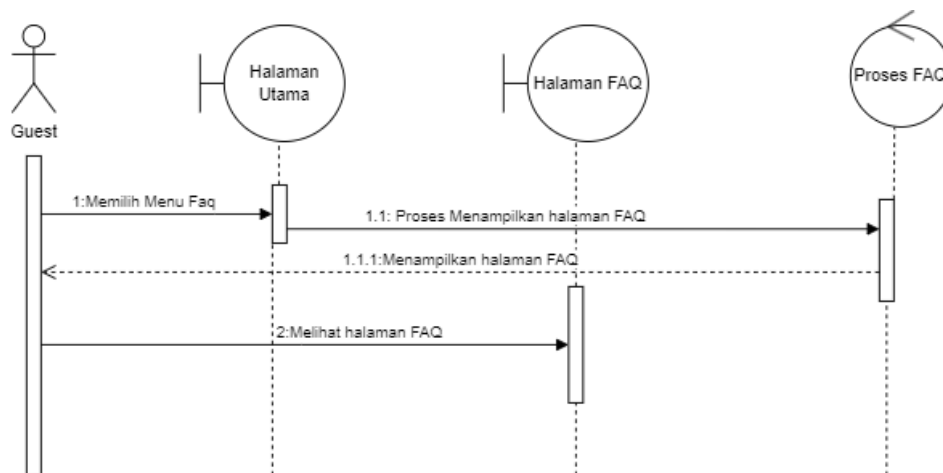 Halaman
Utama
Halaman FAQ
Proses FAQ
Guest
1:Memilih Menu Faq
1.1: Proses Menampilkan halaman FAQ
1.1.1:Menampilkan halaman FAQ
2:Melihat halaman FAQ